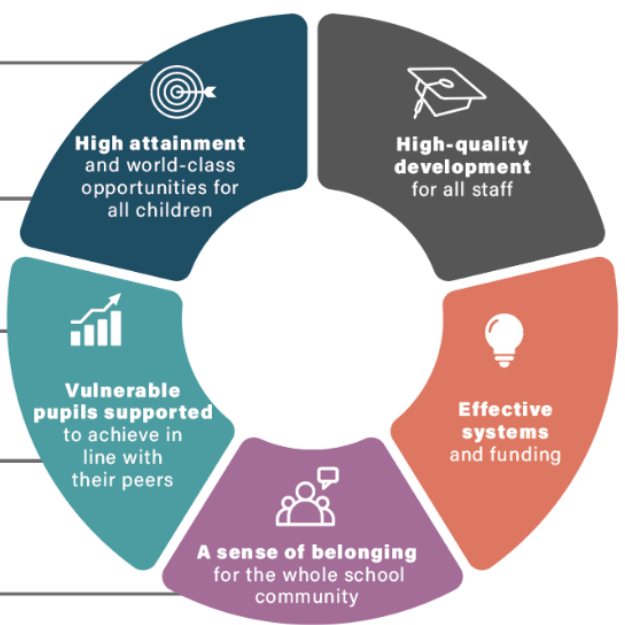 High attainment
and world-class
opportunities for
all children
High-quality
development
for all staff
Vulnerable
pupils supported
to achieve in
line with
their peers
Effective
systems
and funding
A sense of belonging
for the whole school
community